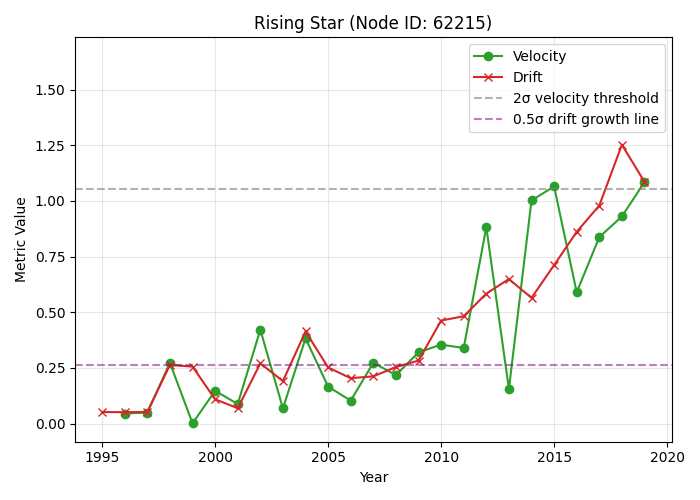 Rising Star (Node ID: 62215)
Velocity
Drift
2σ velocity threshold
0.5σ drift growth line
Metric Value
1.50
1.25
1.00
0.75
0.50
0.25
0.00
1995
2000
2005
2010
2015
2020
Year